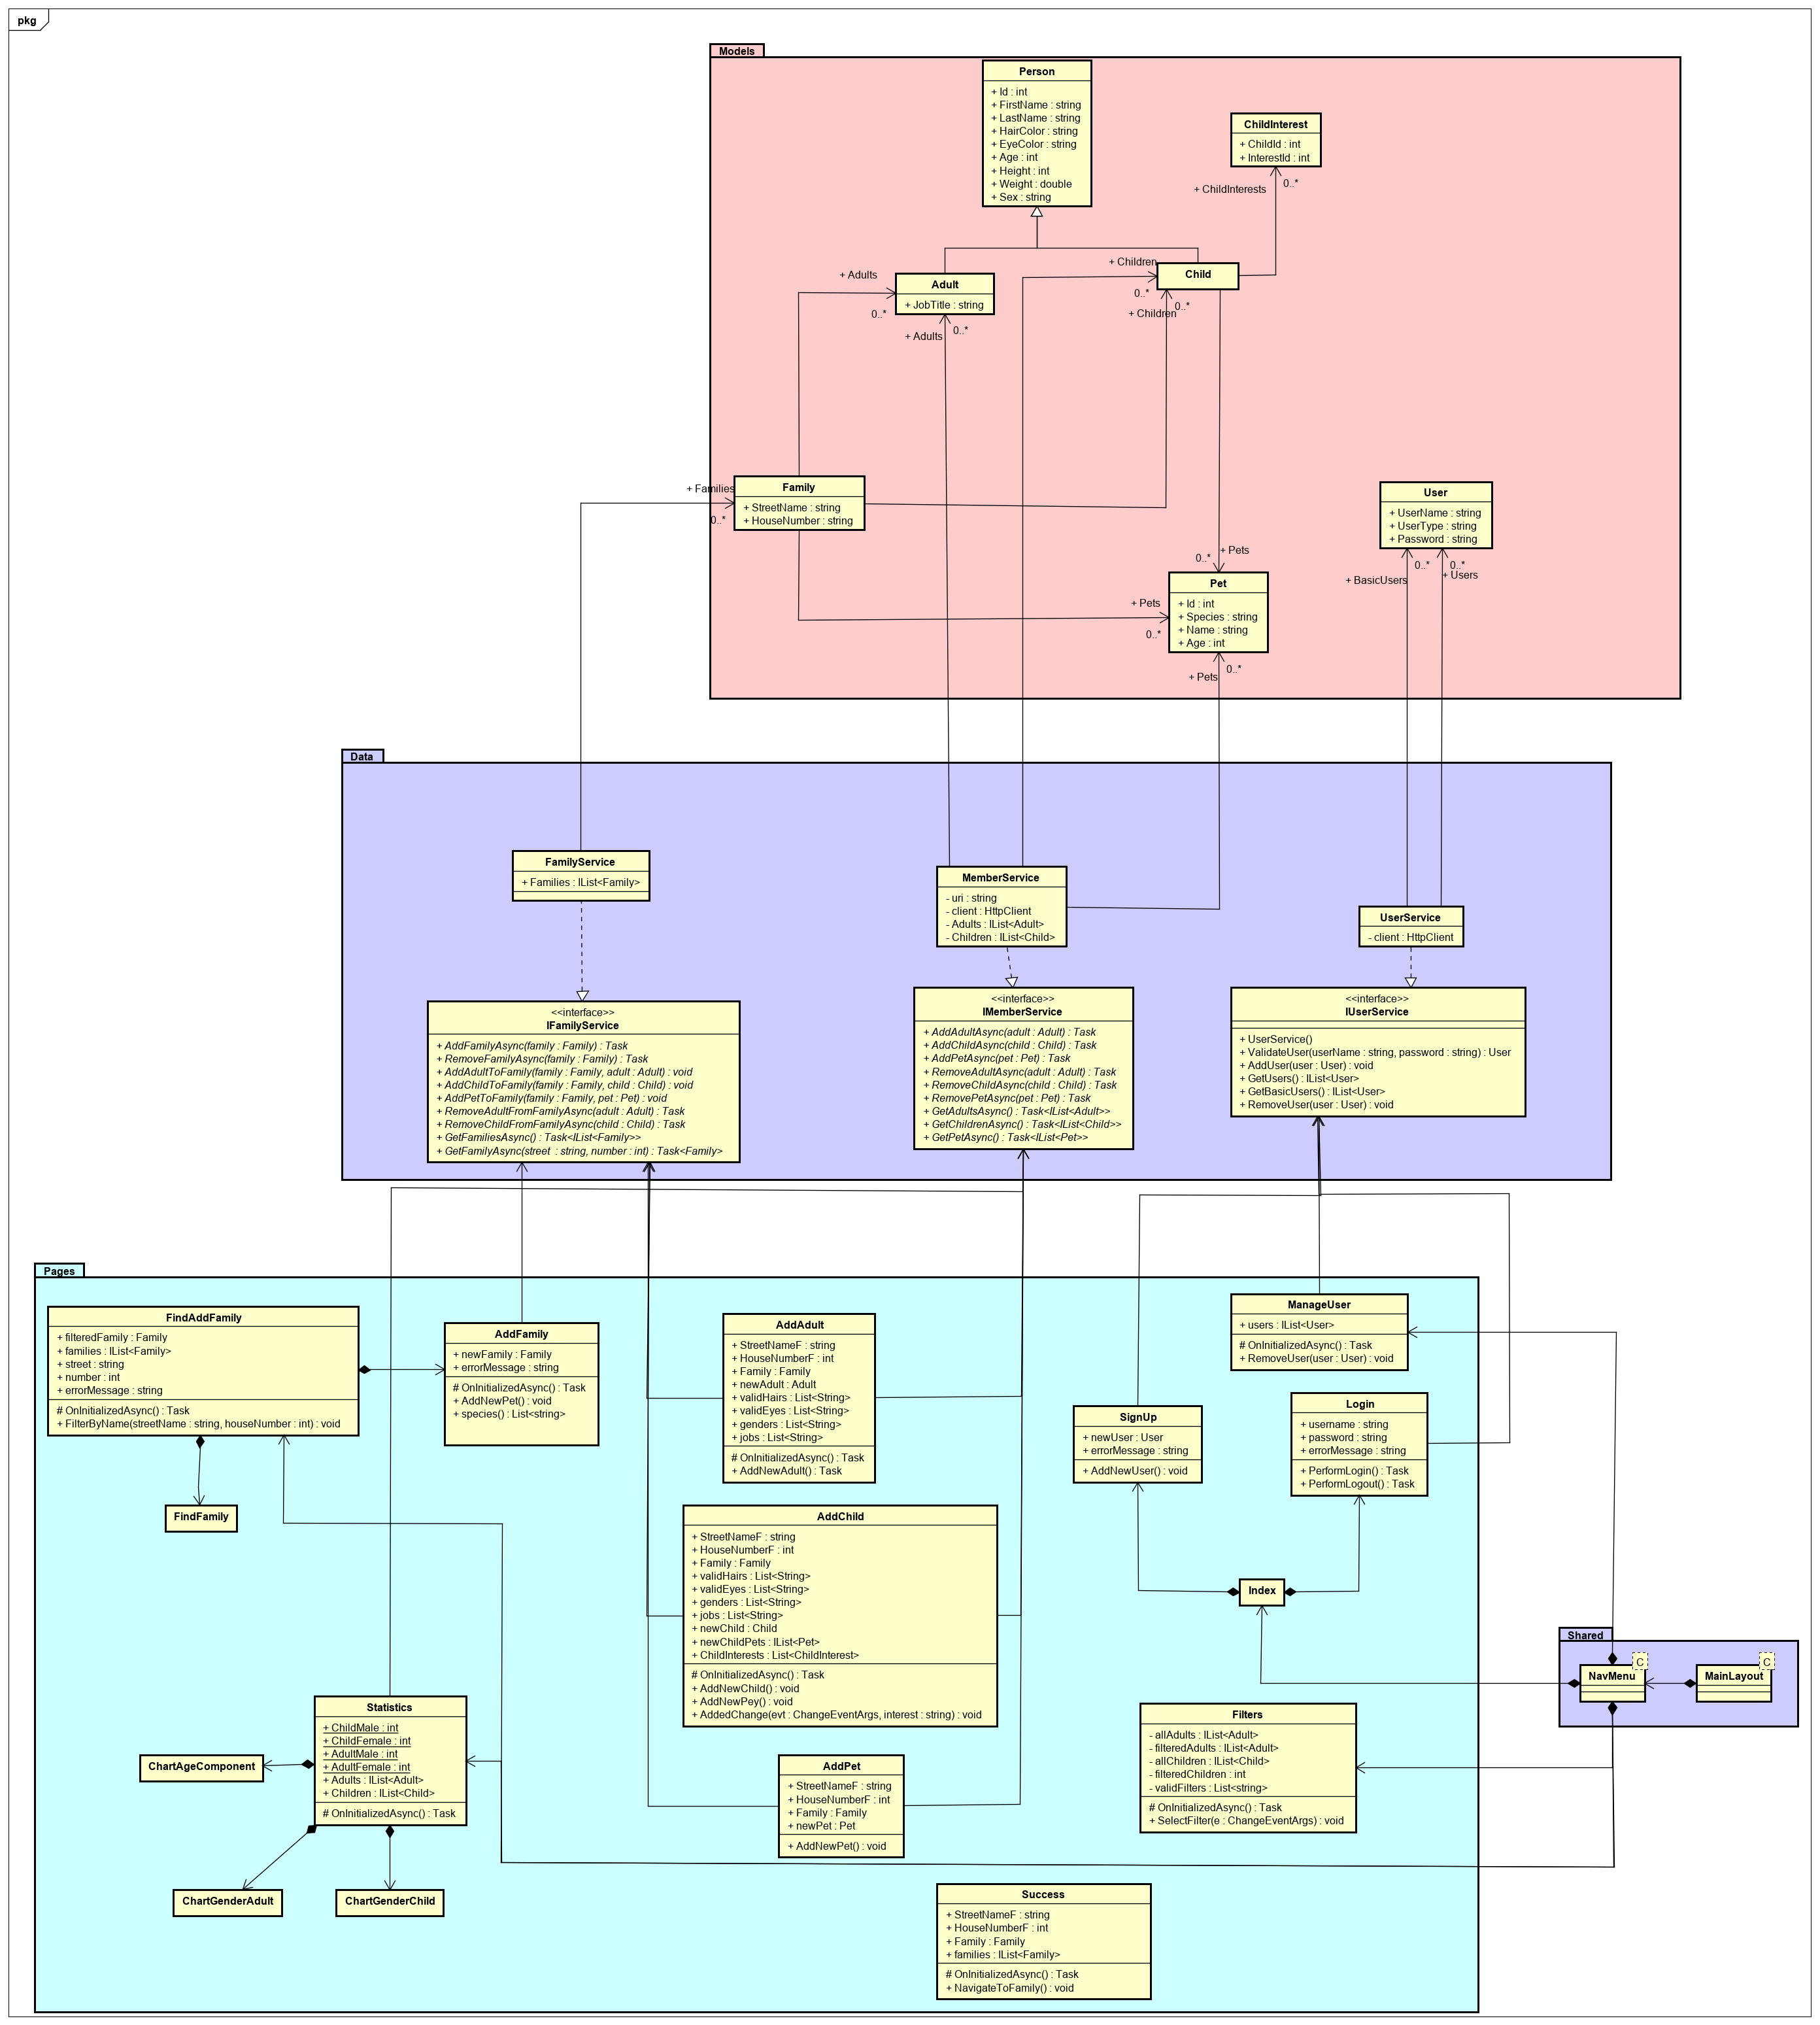 pkg
Models
Person
+ Id : int
+ FirstName : string
+ LastName : string
+ HairColor : string
+ EyeColor : string
+ Age : int
+ Height : int
+ Weight : double
+ Sex : string
ChildInterest
+ ChildId : int
+ InterestId : int
+ ChildInterests
0..*
+ Adults
0..*
Adult
+ JobTitle : string
+ Adults
0..*
+ Children
0..*
Child
+ Children
0..*
+ Families
0..*
Family
+ StreetName : string
+ HouseNumber : string
User
+ UserName : string
+ UserType : string
+ Password : string
+ BasicUsers
0..*
+ Users
0..*
+ Pets
0..*
Pet
+ Id : int
+ Species : string
+ Name : string
+ Age : int
+ Pets
0..*
+ Pets
0..*
Data
FamilyService
+ Families : IList<Family>
MemberService
- uri : string
- client : HttpClient
- Adults : IList<Adult>
- Children : IList<Child>
UserService
- client : HttpClient
<<interface>>
IFamilyService
+ AddFamilyAsync(family : Family) : Task
+ RemoveFamilyAsync(family : Family) : Task
+ AddAdultToFamily(family : Family, adult : Adult) : void
+ AddChildToFamily(family : Family, child : Child) : void
+ AddPetToFamily(family : Family, pet : Pet) : void
+ RemoveAdultFromFamilyAsync(adult : Adult) : Task
+ RemoveChildFromFamilyAsync(child : Child) : Task
+ GetFamiliesAsync() : Task<IList<Family>>
+ GetFamilyAsync(street : string, number : int) : Task<Family>
<<interface>>
IMemberService
+ AddAdultAsync(adult : Adult) : Task
+ AddChildAsync(child : Child) : Task
+ AddPetAsync(pet : Pet) : Task
+ RemoveAdultAsync(adult : Adult) : Task
+ RemoveChildAsync(child : Child) : Task
+ RemovePetAsync(pet : Pet) : Task
+ GetAdultsAsync() : Task<IList<Adult>>
+ GetChildrenAsync() : Task<IList<Child>>
+ GetPetAsync() : Task<IList<Pet>>
<<interface>>
IUserService
+ UserService()
+ ValidateUser(userName : string, password : string) : User
+ AddUser(user : User) : void
+ GetUsers() : IList<User>
+ GetBasicUsers() : IList<User>
+ RemoveUser(user : User) : void
Pages
FindAddFamily
+ filteredFamily : Family
+ families : IList<Family>
+ street : string
+ number : int
+ errorMessage : string
# OnInitializedAsync() : Task
+ FilterByName(streetName : string, houseNumber : int) : void
AddFamily
+ newFamily : Family
+ errorMessage : string
# OnInitializedAsync() : Task
+ AddNewPet() : void
+ species() : List<string>
AddAdult
+ StreetNameF : string
+ HouseNumberF : int
+ Family : Family
+ newAdult : Adult
+ validHairs : List<String>
+ validEyes : List<String>
+ genders : List<String>
+ jobs : List<String>
# OnInitializedAsync() : Task
+ AddNewAdult() : Task
ManageUser
+ users : IList<User>
# OnInitializedAsync() : Task
+ RemoveUser(user : User) : void
SignUp
+ newUser : User
+ errorMessage : string
+ AddNewUser() : void
Login
+ username : string
+ password : string
+ errorMessage : string
+ PerformLogin() : Task
+ PerformLogout() : Task
FindFamily
AddChild
+ StreetNameF : string
+ HouseNumberF : int
+ Family : Family
+ validHairs : List<String>
+ validEyes : List<String>
+ genders : List<String>
+ jobs : List<String>
+ newChild : Child
+ newChildPets : IList<Pet>
+ ChildInterests : List<ChildInterest>
# OnInitializedAsync() : Task
+ AddNewChild() : void
+ AddNewPey() : void
+ AddedChange(evt : ChangeEventArgs, interest : string) : void
Index
Shared
NavMenu
C
MainLayout
C
Statistics
+ ChildMale : int
+ ChildFemale : int
+ AdultMale : int
+ AdultFemale : int
+ Adults : IList<Adult>
+ Children : IList<Child>
# OnInitializedAsync() : Task
ChartAgeComponent
ChartGenderAdult
ChartGenderChild
AddPet
+ StreetNameF : string
+ HouseNumberF : int
+ Family : Family
+ newPet : Pet
+ AddNewPet() : void
Filters
- allAdults : IList<Adult>
- filteredAdults : IList<Adult>
- allChildren : IList<Child>
- filteredChildren : int
- validFilters : List<string>
# OnInitializedAsync() : Task
+ SelectFilter(e : ChangeEventArgs) : void
Success
+ StreetNameF : string
+ HouseNumberF : int
+ Family : Family
+ families : IList<Family>
# OnInitializedAsync() : Task
+ NavigateToFamily() : void